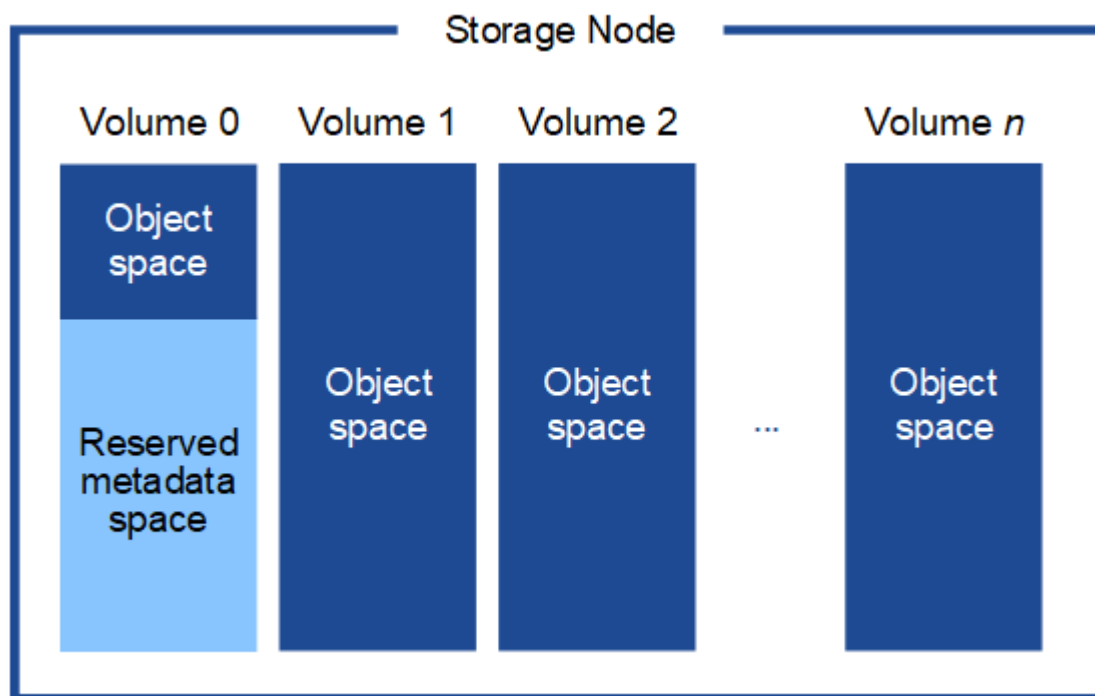 Storage Node
Volume 0
Volume 1
Volume 2
Volume n
Object
space
Reserved
metadata
space
Object
space
Object
space
...
Object
space